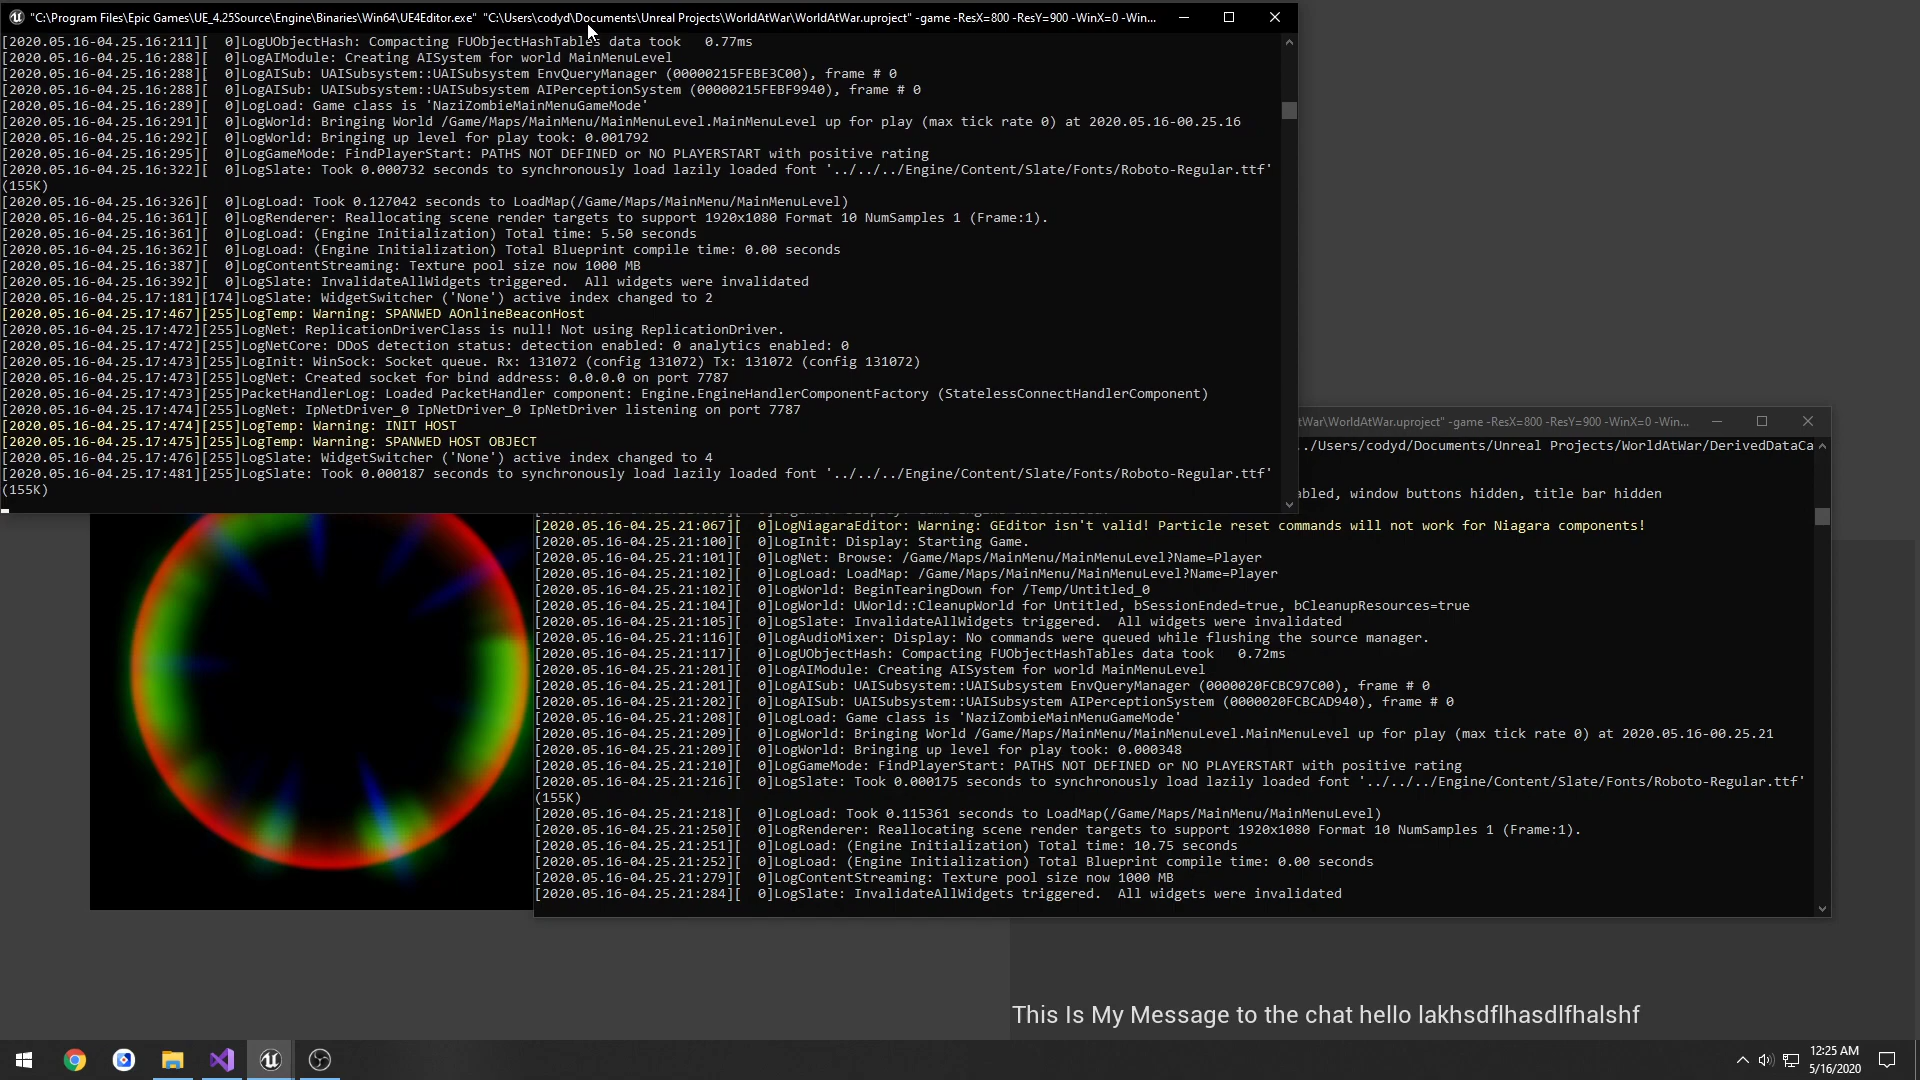 "C:\Program Files\Epic Games\UE_4.25Source\Engine\Binaries\Win64\UE4Editor.exe" "C:\Users\codyd\Documents\Unreal Projects\WorldAtWar\WorldAtWar.uproject" -game -ResX=800 -ResY=900 -WinX=0 -Win...
[2020.05.16-04.25.16:211][  0]LogUObjectHash: Compacting FUObjectHashTables data took   0.77ms
[2020.05.16-04.25.16:288][  0]LogAIModule: Creating AISystem for world MainMenuLevel
[2020.05.16-04.25.16:288][  0]LogAISub: UAISubsystem::UAISubsystem EnvQueryManager (00000215FEBE3C00), frame # 0
[2020.05.16-04.25.16:288][  0]LogAISub: UAISubsystem::UAISubsystem AIPerceptionSystem (00000215FEBF9940), frame # 0
[2020.05.16-04.25.16:289][  0]LogLoad: Game class is 'NaziZombieMainMenuGameMode'
[2020.05.16-04.25.16:291][  0]LogWorld: Bringing World /Game/Maps/MainMenu/MainMenuLevel.MainMenuLevel up for play (max tick rate 0) at 2020.05.16-00.25.16
[2020.05.16-04.25.16:292][  0]LogWorld: Bringing up level for play took: 0.001792
[2020.05.16-04.25.16:295][  0]LogGameMode: FindPlayerStart: PATHS NOT DEFINED or NO PLAYERSTART with positive rating
[2020.05.16-04.25.16:322][  0]LogSlate: Took 0.000732 seconds to synchronously load lazily loaded font '../../../Engine/Content/Slate/Fonts/Roboto-Regular.ttf'
(155K)
[2020.05.16-04.25.16:326][  0]LogLoad: Took 0.127042 seconds to LoadMap(/Game/Maps/MainMenu/MainMenuLevel)
[2020.05.16-04.25.16:361][  0]LogRenderer: Reallocating scene render targets to support 1920x1080 Format 10 NumSamples 1 (Frame:1).
[2020.05.16-04.25.16:361][  0]LogLoad: (Engine Initialization) Total time: 5.50 seconds
[2020.05.16-04.25.16:362][  0]LogLoad: (Engine Initialization) Total Blueprint compile time: 0.00 seconds
[2020.05.16-04.25.16:387][  0]LogContentStreaming: Texture pool size now 1000 MB
[2020.05.16-04.25.16:392][  0]LogSlate: InvalidateAllWidgets triggered.  All widgets were invalidated
[2020.05.16-04.25.17:181][174]LogSlate: WidgetSwitcher ('None') active index changed to 2
[2020.05.16-04.25.17:467][255]LogTemp: Warning: SPANWED AOnlineBeaconHost
[2020.05.16-04.25.17:472][255]LogNet: ReplicationDriverClass is null! Not using ReplicationDriver.
[2020.05.16-04.25.17:472][255]LogNetCore: DDoS detection status: detection enabled: 0 analytics enabled: 0
[2020.05.16-04.25.17:473][255]LogInit: WinSock: Socket queue. Rx: 131072 (config 131072) Tx: 131072 (config 131072)
[2020.05.16-04.25.17:473][255]LogNet: Created socket for bind address: 0.0.0.0 on port 7787
[2020.05.16-04.25.17:473][255]PacketHandlerLog: Loaded PacketHandler component: Engine.EngineHandlerComponentFactory (StatelessConnectHandlerComponent)
[2020.05.16-04.25.17:474][255]LogNet: IpNetDriver_0 IpNetDriver_0 IpNetDriver listening on port 7787
[2020.05.16-04.25.17:474][255]LogTemp: Warning: INIT HOST
[2020.05.16-04.25.17:475][255]LogTemp: Warning: SPANWED HOST OBJECT
[2020.05.16-04.25.17:476][255]LogSlate: WidgetSwitcher ('None') active index changed to 4
[2020.05.16-04.25.17:481][255]LogSlate: Took 0.000187 seconds to synchronously load lazily loaded font '../../../Engine/Content/Slate/Fonts/Roboto-Regular.ttf'
(155K)
tWar\WorldAtWar.uproject" -game -ResX=800 -ResY=900 -WinX=0 -Win...
./Users/codyd/Documents/Unreal Projects/WorldAtWar/DerivedDataCa
abled, window buttons hidden, title bar hidden
[2020.05.16-04.25.21:067][  0]LogNiagaraEditor: Warning: GEditor isn't valid! Particle reset commands will not work for Niagara components!
[2020.05.16-04.25.21:100][  0]LogInit: Display: Starting Game.
[2020.05.16-04.25.21:101][  0]LogNet: Browse: /Game/Maps/MainMenu/MainMenuLevel?Name=Player
[2020.05.16-04.25.21:102][  0]LogLoad: LoadMap: /Game/Maps/MainMenu/MainMenuLevel?Name=Player
[2020.05.16-04.25.21:102][  0]LogWorld: BeginTearingDown for /Temp/Untitled_0
[2020.05.16-04.25.21:104][  0]LogWorld: UWorld::CleanupWorld for Untitled, bSessionEnded=true, bCleanupResources=true
[2020.05.16-04.25.21:105][  0]LogSlate: InvalidateAllWidgets triggered.  All widgets were invalidated
[2020.05.16-04.25.21:116][  0]LogAudioMixer: Display: No commands were queued while flushing the source manager.
[2020.05.16-04.25.21:117][  0]LogUObjectHash: Compacting FUObjectHashTables data took   0.72ms
[2020.05.16-04.25.21:201][  0]LogAIModule: Creating AISystem for world MainMenuLevel
[2020.05.16-04.25.21:201][  0]LogAISub: UAISubsystem::UAISubsystem EnvQueryManager (0000020FCBC97C00), frame # 0
[2020.05.16-04.25.21:202][  0]LogAISub: UAISubsystem::UAISubsystem AIPerceptionSystem (0000020FCBCAD940), frame # 0
[2020.05.16-04.25.21:208][  0]LogLoad: Game class is 'NaziZombieMainMenuGameMode'
[2020.05.16-04.25.21:209][  0]LogWorld: Bringing World /Game/Maps/MainMenu/MainMenuLevel.MainMenuLevel up for play (max tick rate 0) at 2020.05.16-00.25.21
[2020.05.16-04.25.21:209][  0]LogWorld: Bringing up level for play took: 0.000348
[2020.05.16-04.25.21:210][  0]LogGameMode: FindPlayerStart: PATHS NOT DEFINED or NO PLAYERSTART with positive rating
[2020.05.16-04.25.21:216][  0]LogSlate: Took 0.000175 seconds to synchronously load lazily loaded font '../../../Engine/Content/Slate/Fonts/Roboto-Regular.ttf'
(155K)
[2020.05.16-04.25.21:218][  0]LogLoad: Took 0.115361 seconds to LoadMap(/Game/Maps/MainMenu/MainMenuLevel)
[2020.05.16-04.25.21:250][  0]LogRenderer: Reallocating scene render targets to support 1920x1080 Format 10 NumSamples 1 (Frame:1).
[2020.05.16-04.25.21:251][  0]LogLoad: (Engine Initialization) Total time: 10.75 seconds
[2020.05.16-04.25.21:252][  0]LogLoad: (Engine Initialization) Total Blueprint compile time: 0.00 seconds
[2020.05.16-04.25.21:279][  0]LogContentStreaming: Texture pool size now 1000 MB
[2020.05.16-04.25.21:284][  0]LogSlate: InvalidateAllWidgets triggered.  All widgets were invalidated
This Is My Message to the chat hello lakhsdflhasdlfhalshf
12:25 AM
5/16/2020